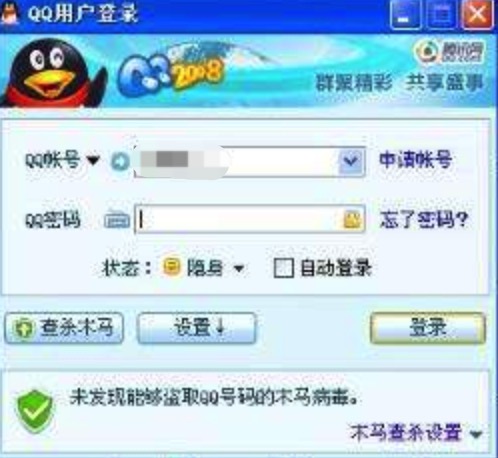 QQ用户登录
QQ2008
腾讯网
群聚精彩 共享盛事
QQ帐号 申请帐号
QQ密码 忘了密码?
状态: 隐身 自动登录
查杀木马 设置↓ 登录
未发现能够盗取QQ号码的木马病毒。
木马查杀设置